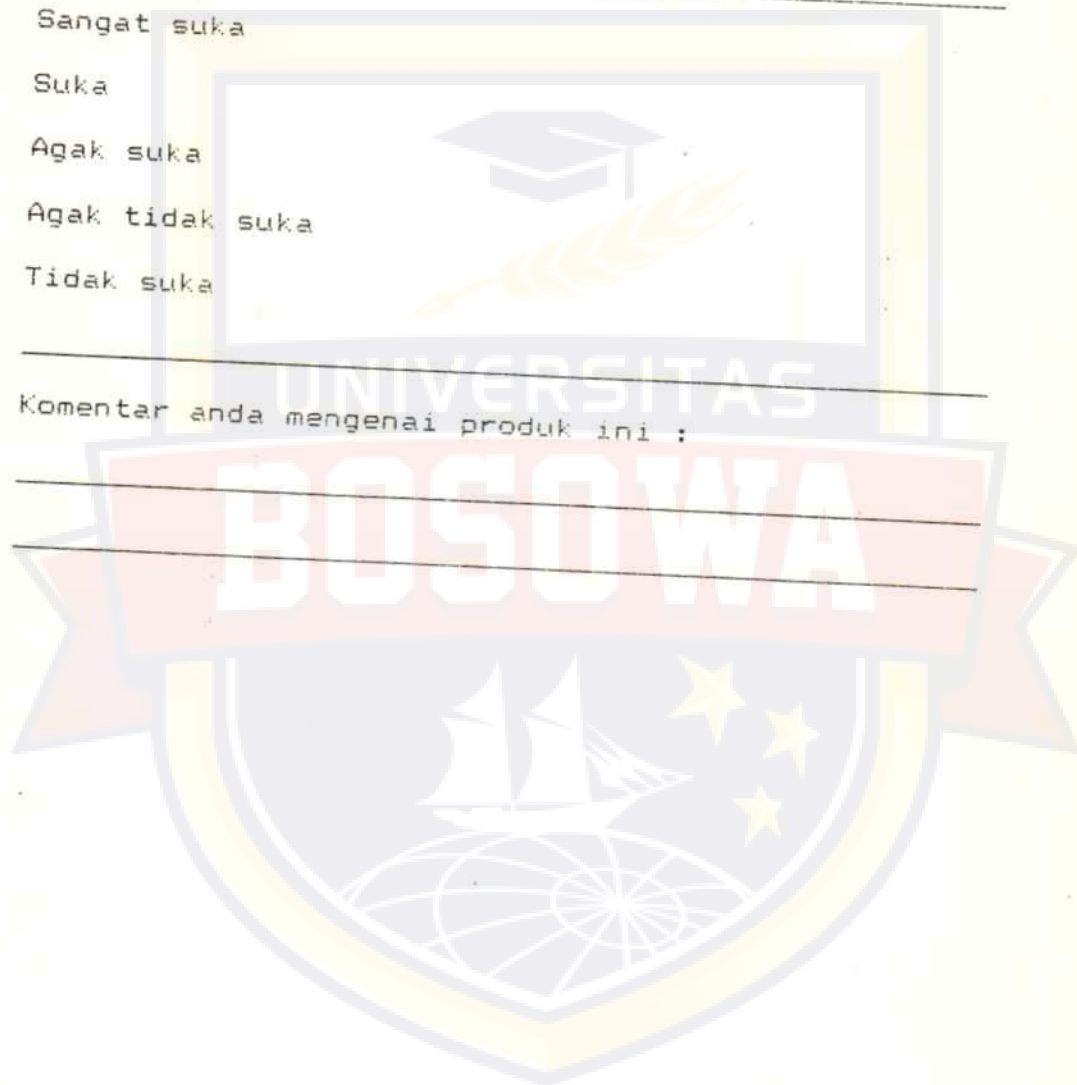 Sangat suka
Suka
Agak suka
Agak tidak suka
Tidak suka
Komentar anda mengenai produk ini :
UNIVERSITAS
BOSOWA